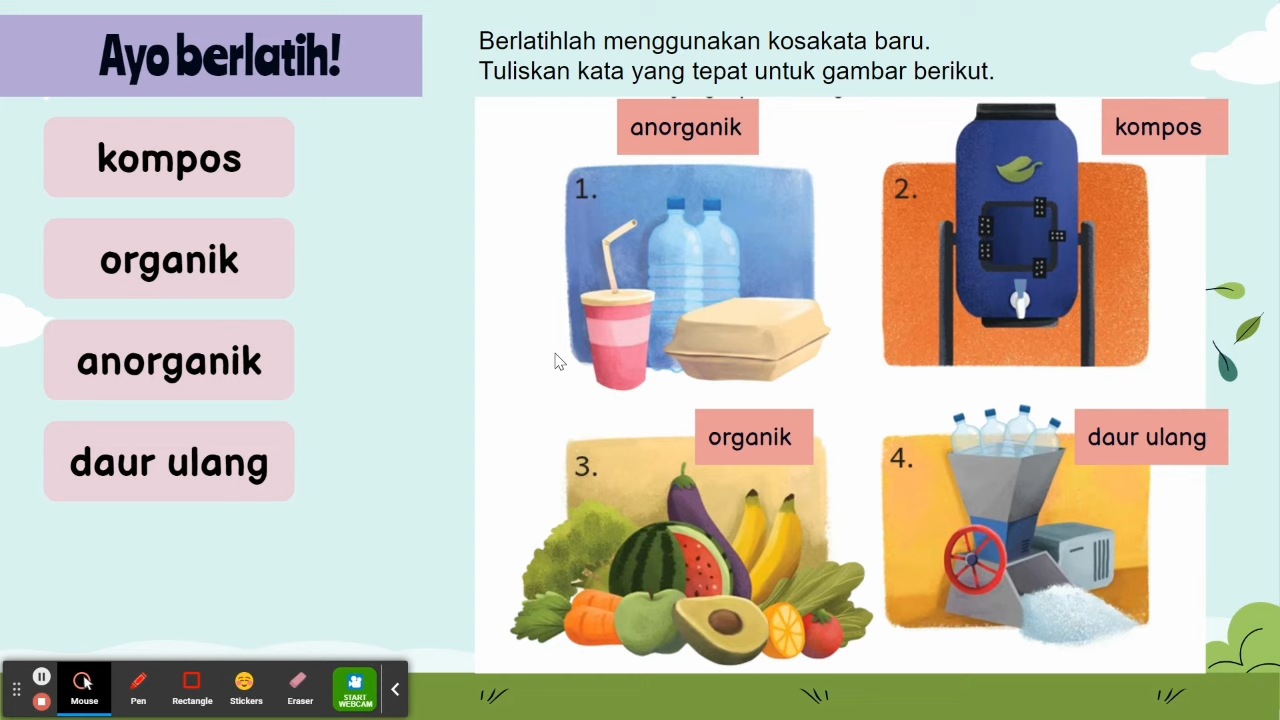 Ayo berlatih!
Berlatihlah menggunakan kosakata baru.
Tuliskan kata yang tepat untuk gambar berikut.
kompos
organik
anorganik
daur ulang
anorganik
1.
kompos
2.
organik
3.
daur ulang
4.
Mouse
Pen
Rectangle
Stickers
Eraser
START
WEBCAM